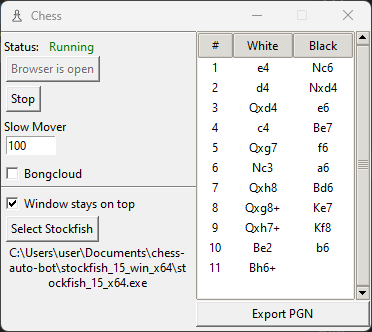 Chess
Status: Running
Browser is open
Stop
Slow Mover
100
Bongcloud
Window stays on top
Select Stockfish
C:\Users\user\Documents\chess-
auto-bot\stockfish_15_win_x64\st
ockfish_15_x64.exe
# White Black
1 e4 Nc6
2 d4 Nxd4
3 Qxd4 e6
4 c4 Be7
5 Qxg7 f6
6 Nc3 a6
7 Qxh8 Bd6
8 Qxg8+ Ke7
9 Qxh7+ Kf8
10 Be2 b6
11 Bh6+
Export PGN